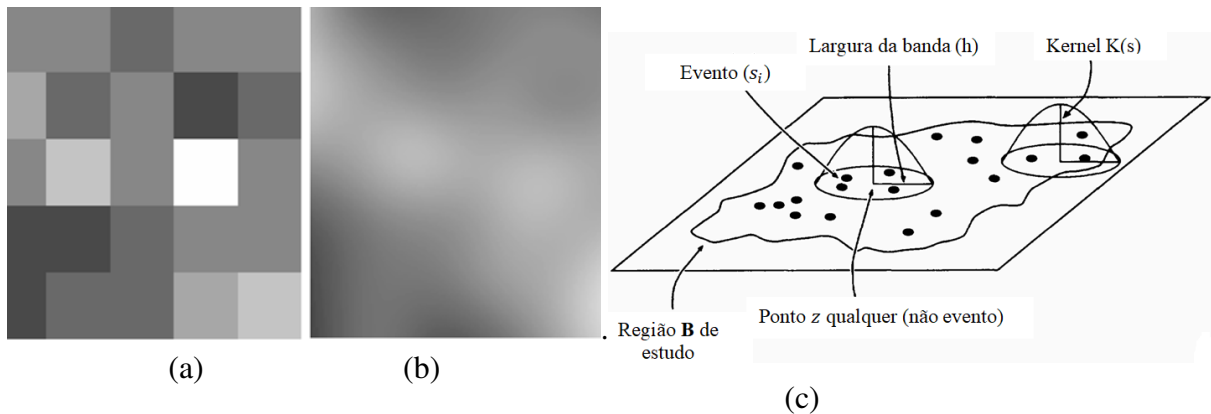 Largura da banda (h)
Kernel K(s)
Evento (sᵢ)
Ponto z qualquer (não evento)
. Região B de
estudo
(a)
(b)
(c)